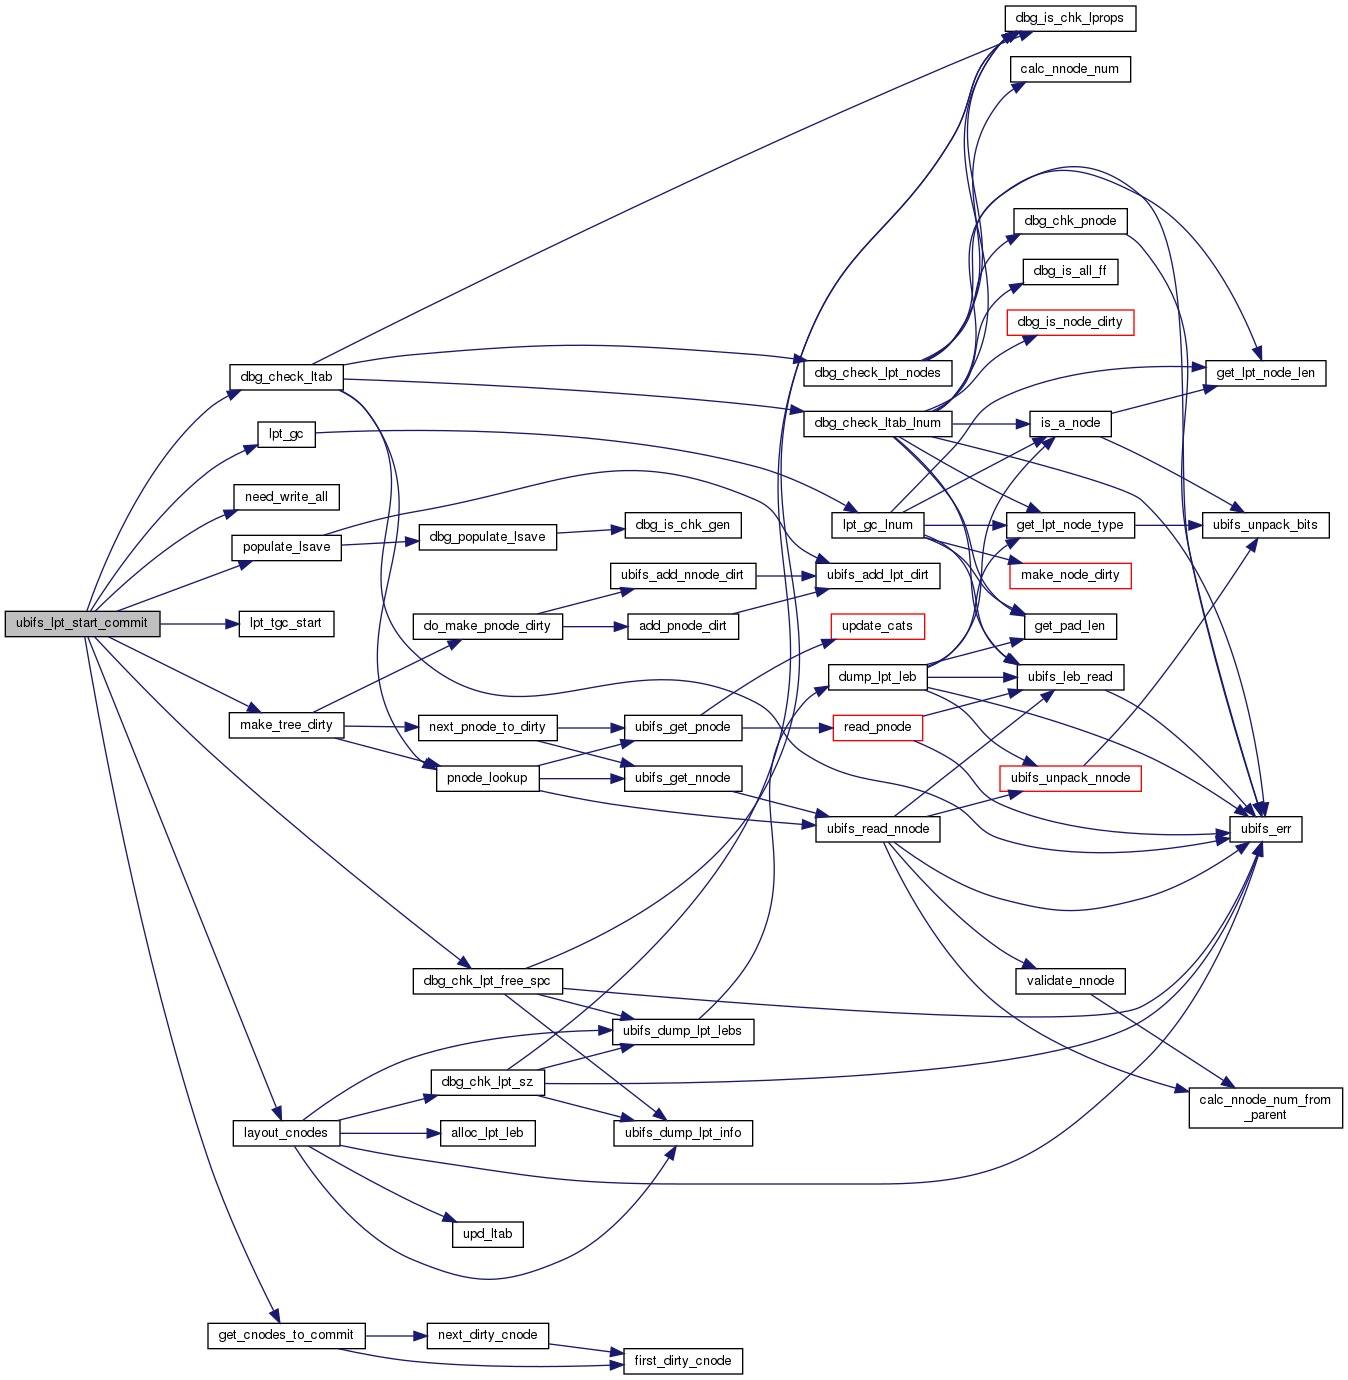 dbg_is_chk_lprops
calc_nnode_num
dbg_chk_pnode
dbg_is_all_ff
dbg_is_node_dirty
dbg_check_ltab
dbg_check_lpt_nodes
get_lpt_node_len
lpt_gc
dbg_check_ltab_lnum
is_a_node
need_write_all
populate_lsave
dbg_populate_lsave
dbg_is_chk_gen
lpt_gc_lnum
get_lpt_node_type
ubifs_unpack_bits
ubifs_add_nnode_dirt
ubifs_add_lpt_dirt
make_node_dirty
ubifs_lpt_start_commit
lpt_tgc_start
do_make_pnode_dirty
add_pnode_dirt
update_cats
get_pad_len
dump_lpt_leb
ubifs_leb_read
make_tree_dirty
next_pnode_to_dirty
ubifs_get_pnode
read_pnode
pnode_lookup
ubifs_get_nnode
ubifs_unpack_nnode
ubifs_read_nnode
ubifs_err
dbg_chk_lpt_free_spc
validate_nnode
ubifs_dump_lpt_lebs
dbg_chk_lpt_sz
calc_nnode_num_from
_parent
layout_cnodes
alloc_lpt_leb
ubifs_dump_lpt_info
upd_ltab
get_cnodes_to_commit
next_dirty_cnode
first_dirty_cnode